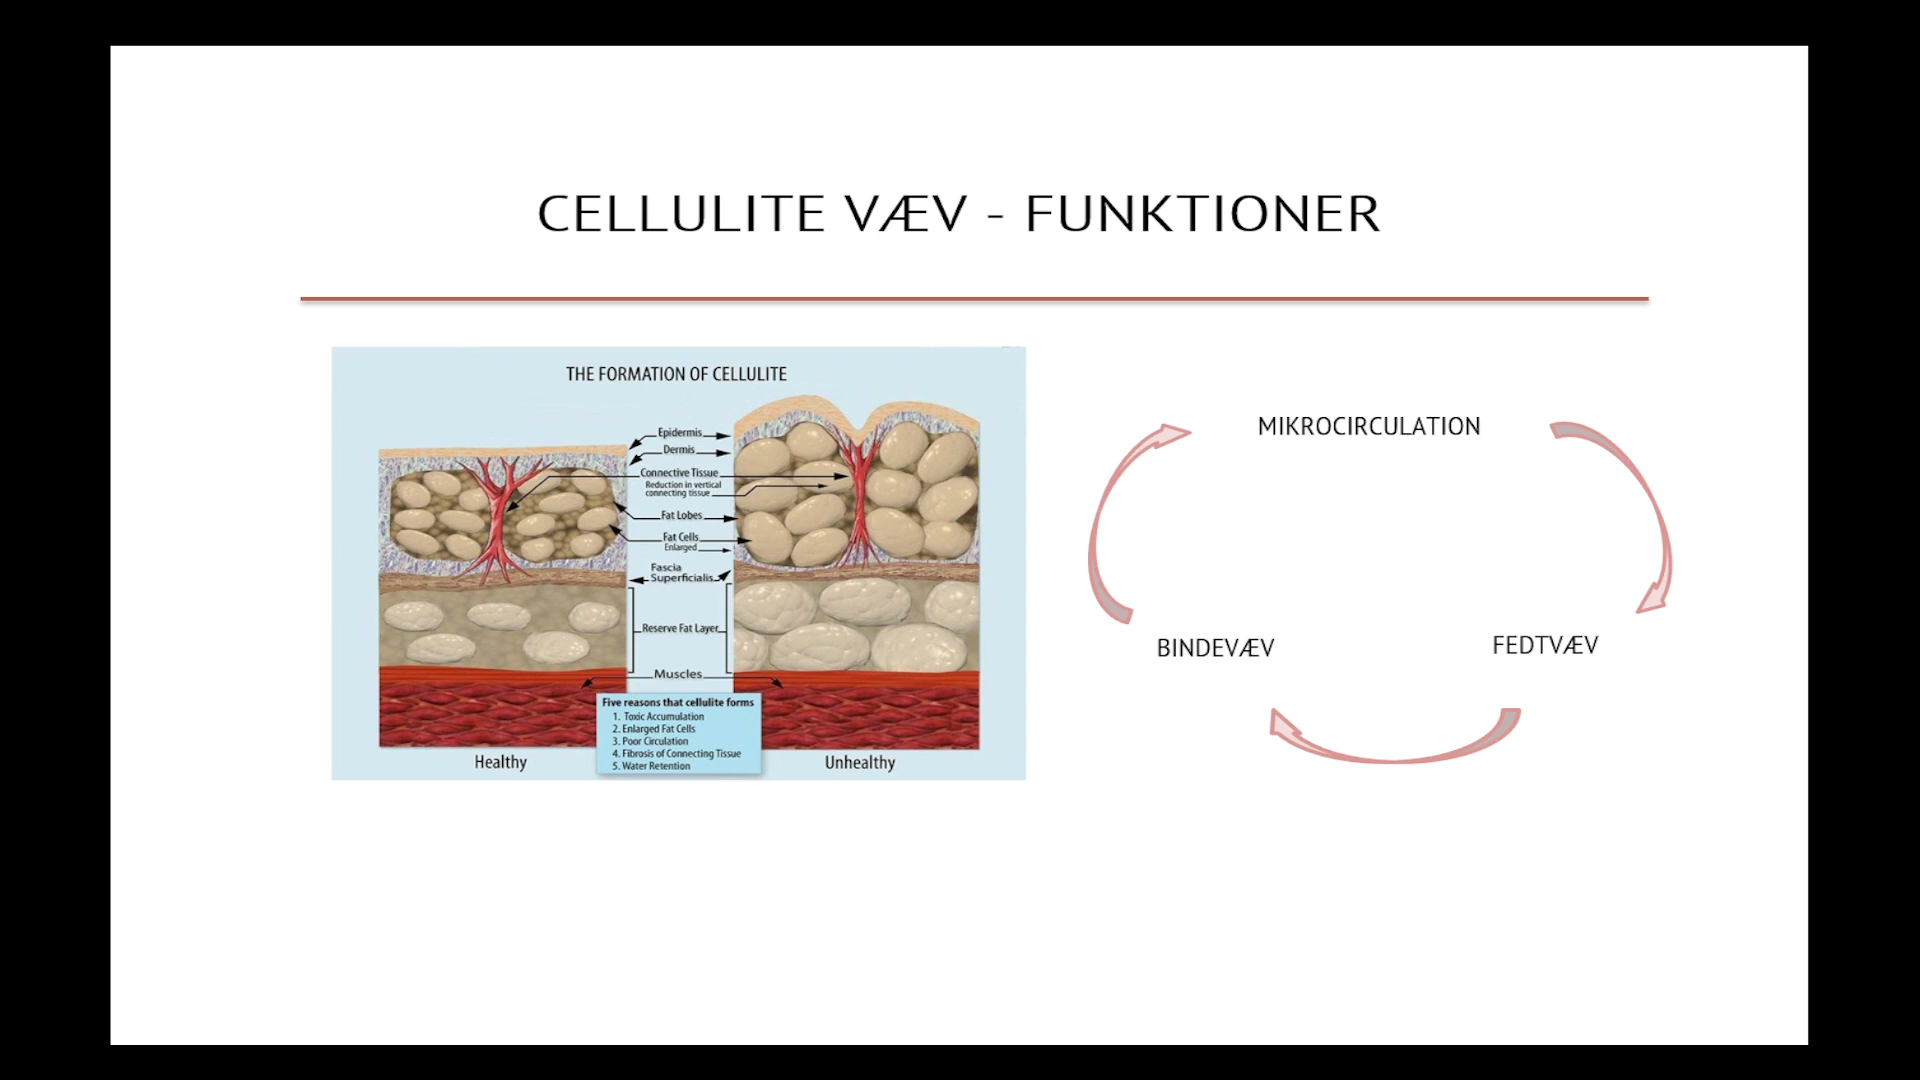 CELLULITE VÆV - FUNKTIONER
THE FORMATION OF CELLULITE
Epidermis
Dermis
Connective Tissue
Reduction in vertical
connecting tissue
Fat Lobes
Fat Cells
Enlarged
Fascia
Superficialis
Reserve Fat Layer
Muscles
Five reasons that cellulite forms
1. Toxic Accumulation
2. Enlarged Fat Cells
3. Poor Circulation
4. Fibrosis of Connecting Tissue
5. Water Retention
Healthy
Unhealthy
MIKROCIRCULATION
BINDEVÆV
FEDTVÆV